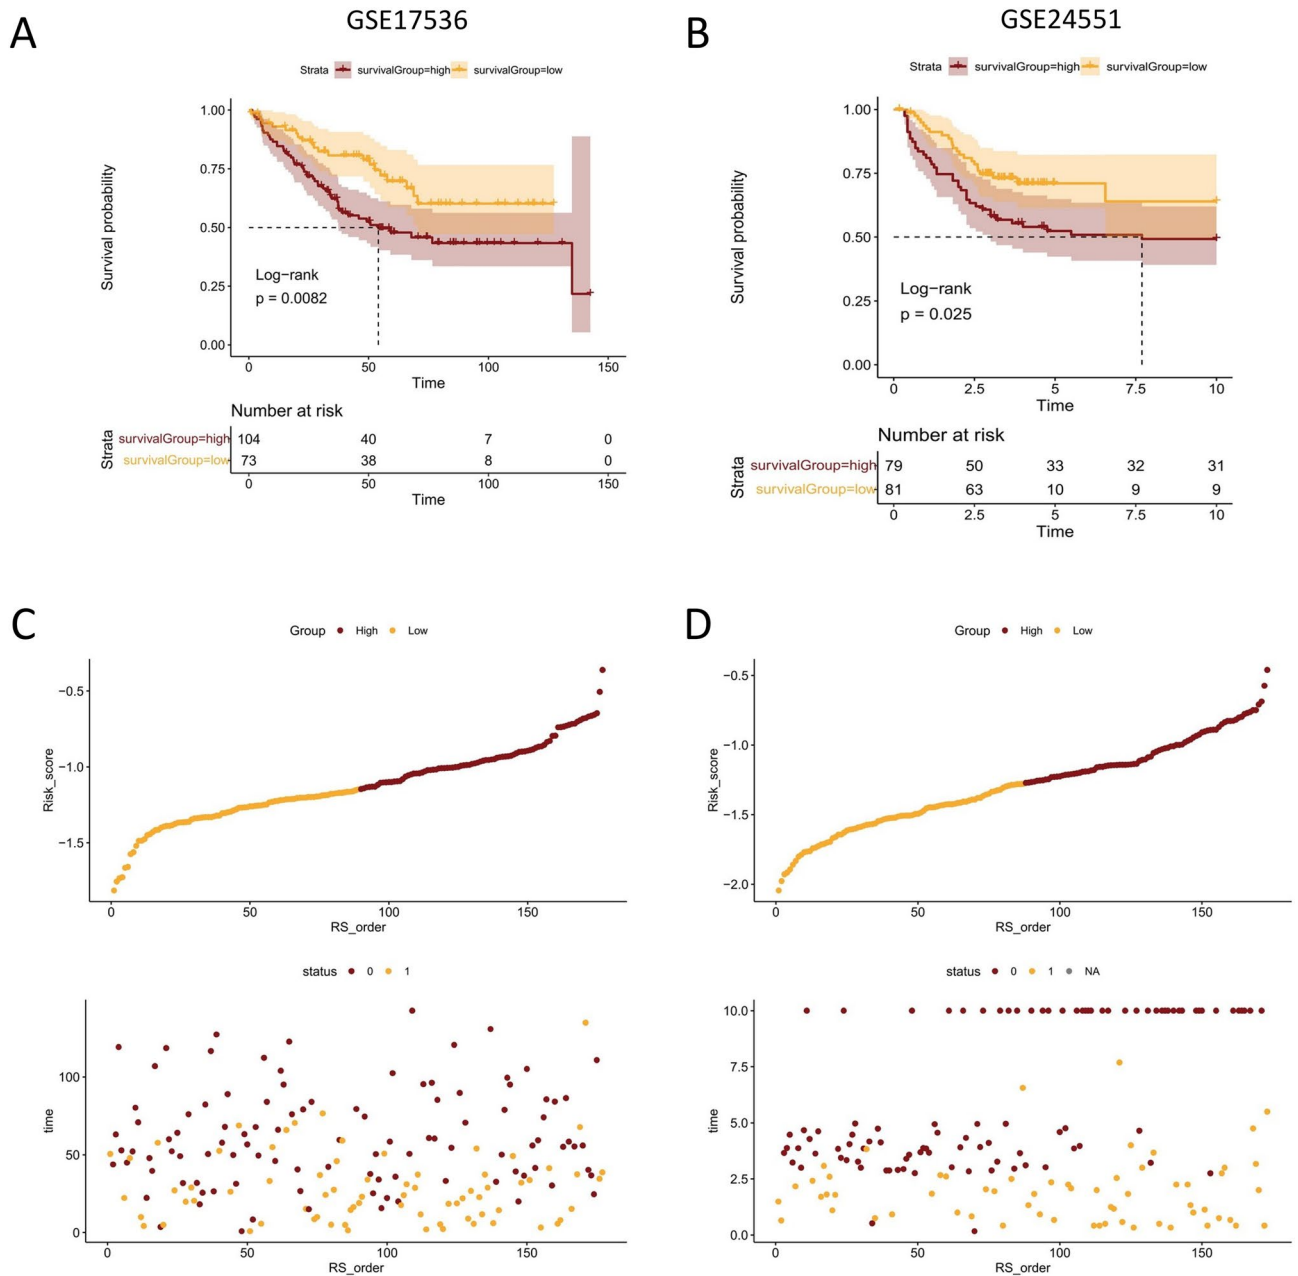 A
GSE17536
Strata survivalGroup=high survivalGroup=low
Survival probability
1.00
0.75
0.50
0.25
0.00
Log−rank
p = 0.0082
0 50 100 150
Time
Number at risk
Strata
survivalGroup=high 104 40 7 0
survivalGroup=low 73 38 8 0
0 50 100 150
Time
B
GSE24551
Strata survivalGroup=high survivalGroup=low
Survival probability
1.00
0.75
0.50
0.25
0.00
Log−rank
p = 0.025
0 2.5 5 7.5 10
Time
Number at risk
Strata
survivalGroup=high 79 50 33 32 31
survivalGroup=low 81 63 10 9 9
0 2.5 5 7.5 10
Time
C
Group High Low
Risk_score
−0.5
−1.0
−1.5
0 50 100 150
RS_order
status 0 1
time
100
50
0
0 50 100 150
RS_order
D
Group High Low
Risk_score
−0.5
−1.0
−1.5
−2.0
0 50 100 150
RS_order
status 0 1 NA
time
10.0
7.5
5.0
2.5
0.0
0 50 100 150
RS_order